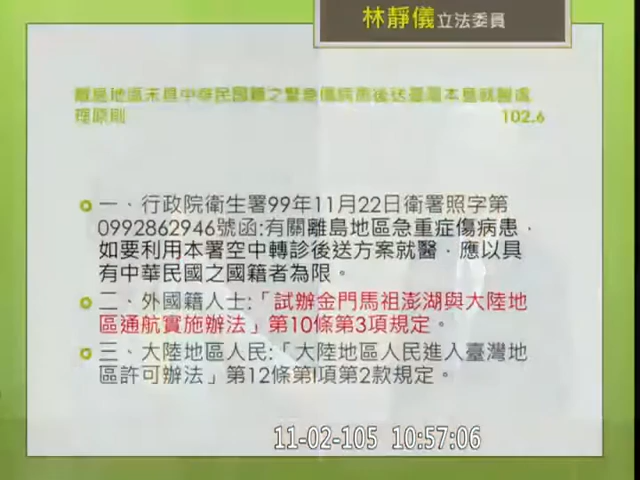 林靜儀立法委員
離島地區未具中華民國籍之緊急傷病患後送臺灣本島就醫處
理原則 102.6
一、行政院衛生署99年11月22日衛署照字第
0992862946號函:有關離島地區急重症傷病患，
如要利用本署空中轉診後送方案就醫，應以具
有中華民國之國籍者為限。
二、外國籍人士:「試辦金門馬祖澎湖與大陸地
區通航實施辦法」第10條第3項規定。
三、大陸地區人民:「大陸地區人民進入臺灣地
區許可辦法」第12條第1項第2款規定。
11-02-105 10:57:06